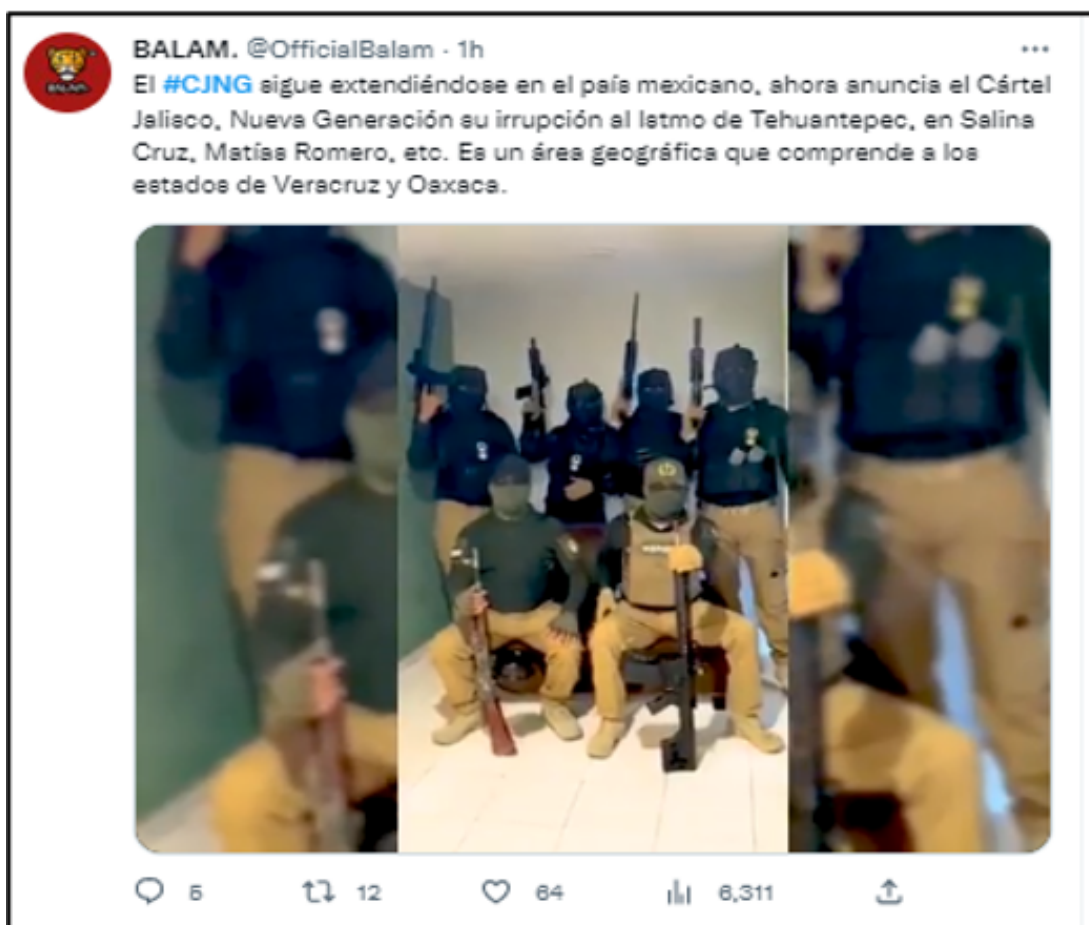 BALAM. @OfficialBalam · 1h
El #CJNG sigue extendiéndose en el país mexicano, ahora anuncia el Cártel
Jalisco, Nueva Generación su irrupción al Istmo de Tehuantepec, en Salina
Cruz, Matías Romero, etc. Es un área geográfica que comprende a los
estados de Veracruz y Oaxaca.
BALAM
5 12 64 6,311